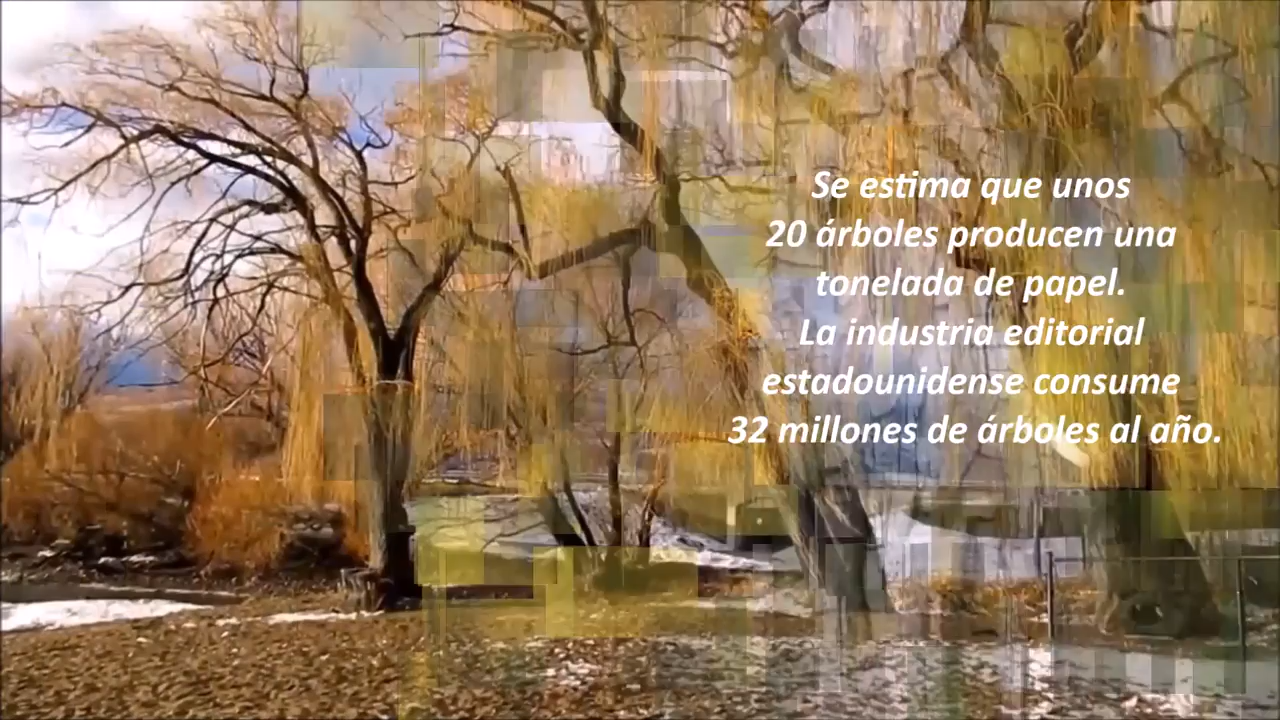 Se estima que unos
20 árboles producen una
tonelada de papel.
La industria editorial
estadounidense consume
32 millones de árboles al año.